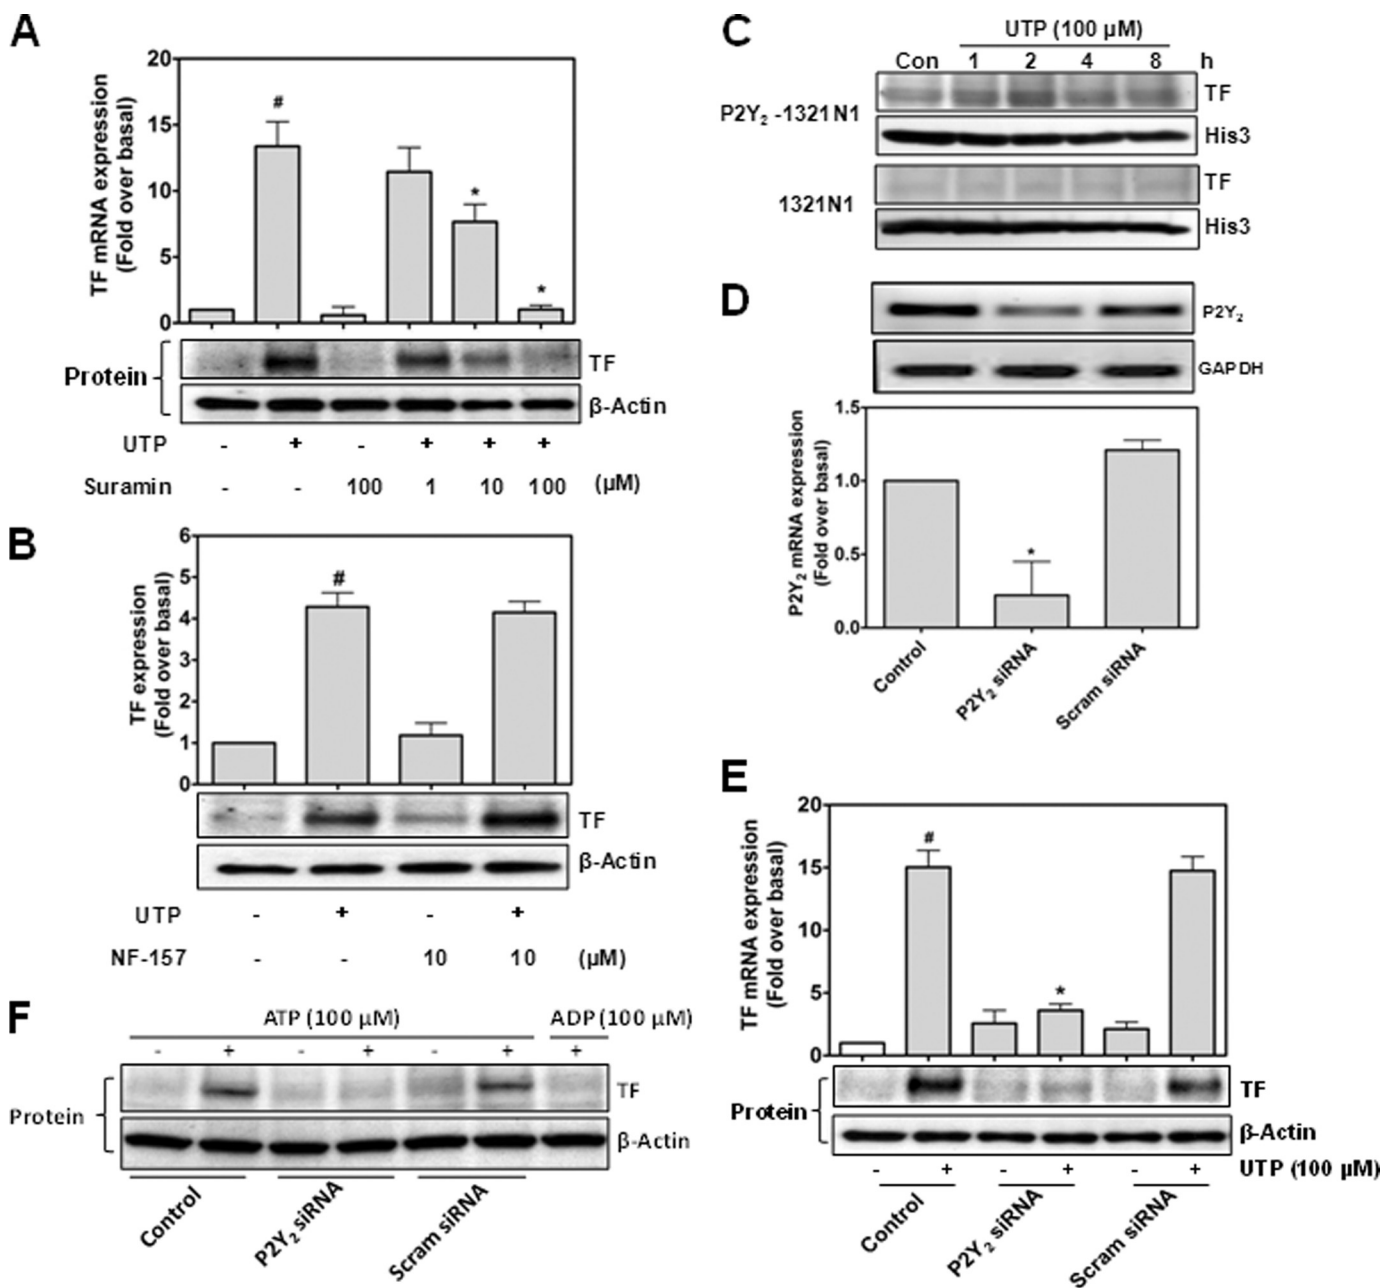 A
TF mRNA expression
(Fold over basal)
20
15
10
5
0
#
*
*
Protein
TF
β-Actin
UTP - + - + + +
Suramin - - 100 1 10 100 (µM)
B
TF expression
(Fold over basal)
6
5
4
3
2
1
0
#
TF
β-Actin
UTP - + - +
NF-157 - - 10 10 (µM)
C
UTP (100 µM)
Con 1 2 4 8 h
P2Y₂ -1321N1
TF
His3
1321N1
TF
His3
D
P2Y₂
GAPDH
P2Y₂ mRNA expression
(Fold over basal)
1.5
1.0
0.5
0.0
*
Control
P2Y₂ siRNA
Scram siRNA
E
TF mRNA expression
(Fold over basal)
20
15
10
5
0
#
*
Protein
TF
β-Actin
- + - + - + UTP (100 µM)
Control
P2Y₂ siRNA
Scram siRNA
F
ATP (100 µM) ADP (100 µM)
- + - + - + +
Protein
TF
β-Actin
Control
P2Y₂ siRNA
Scram siRNA